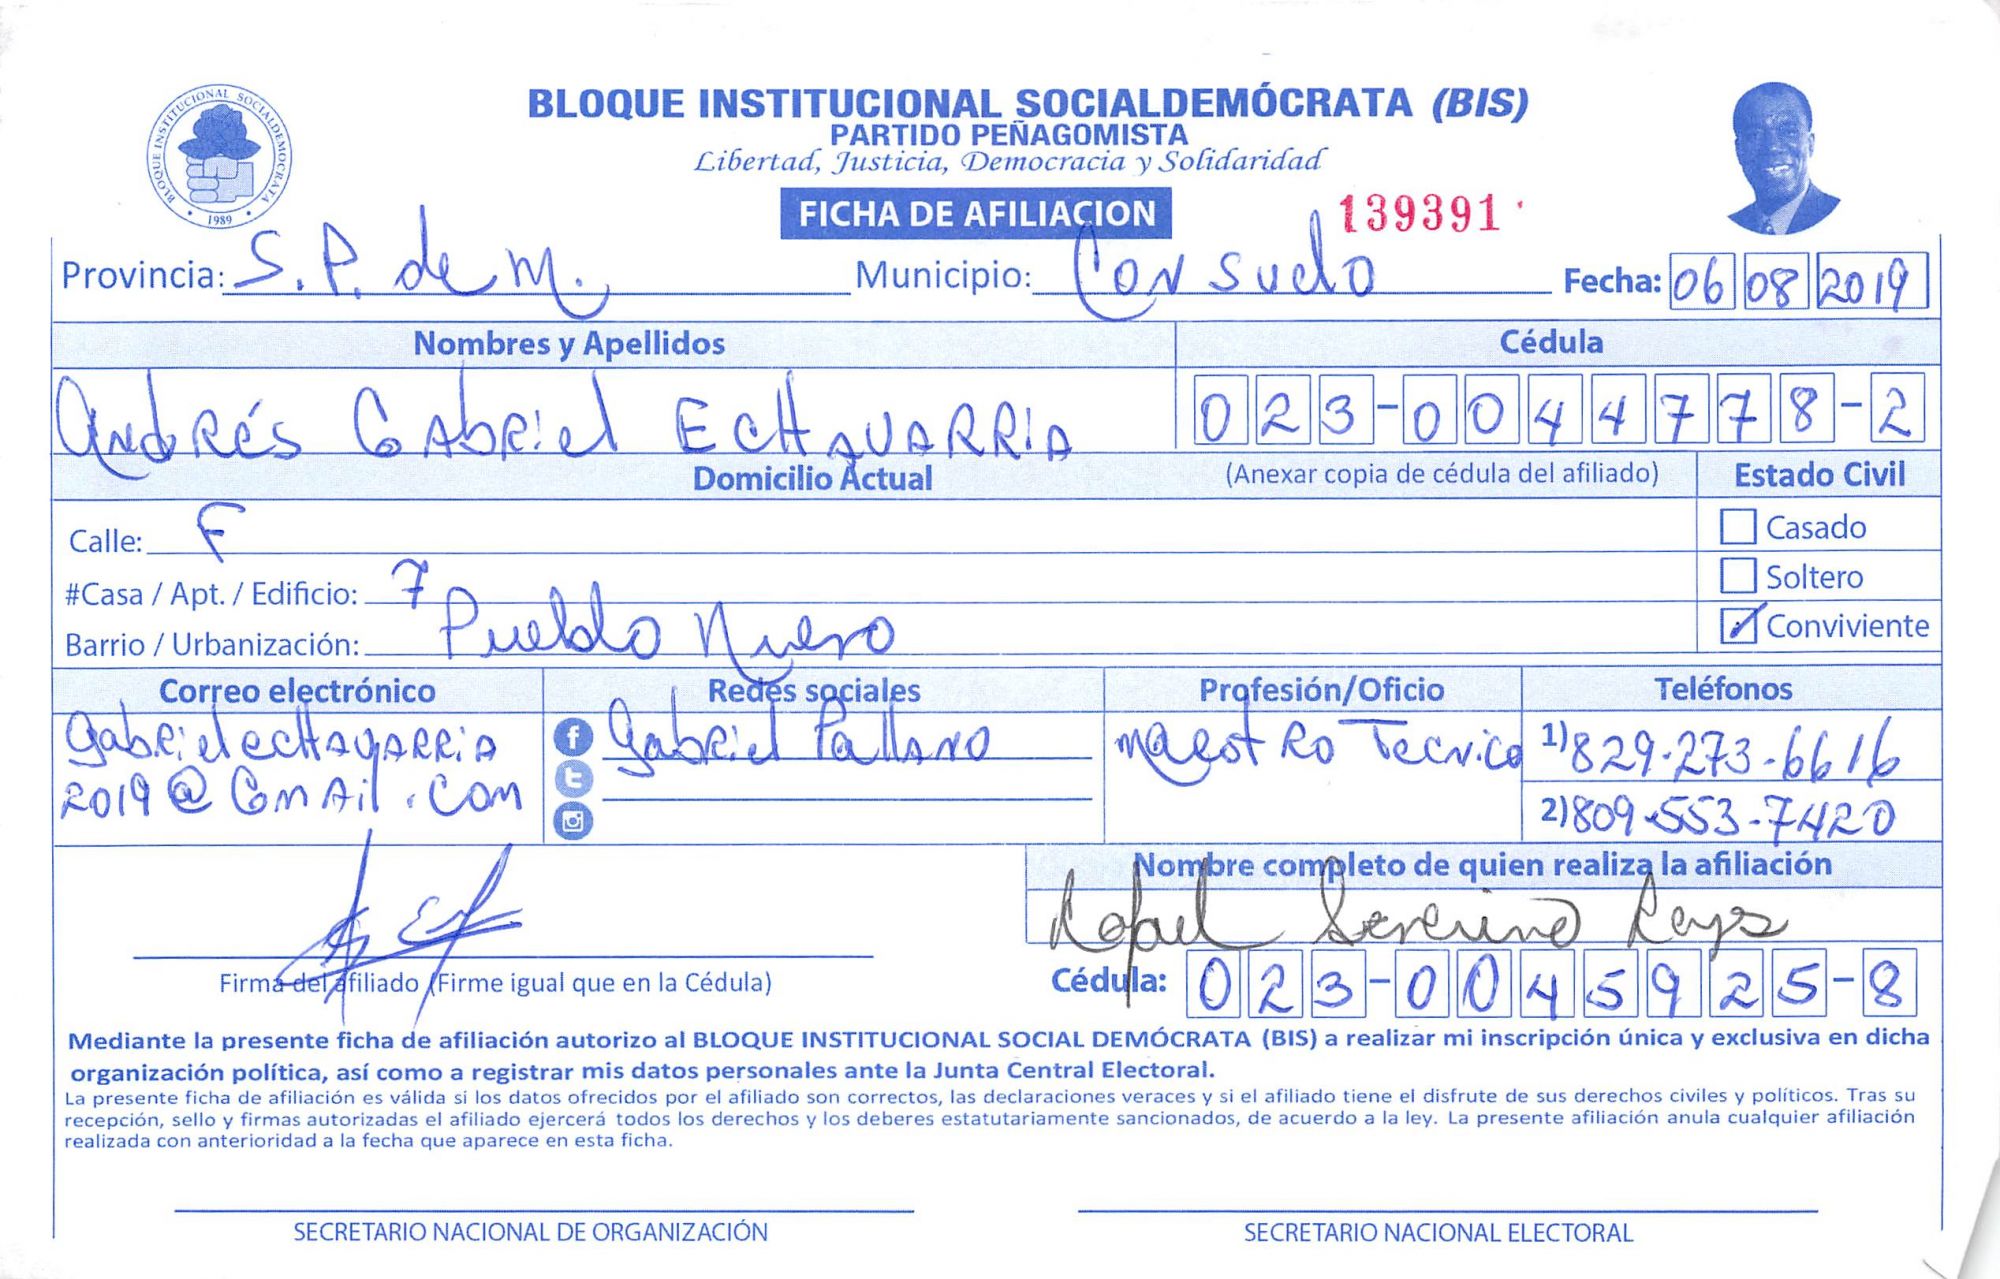 BLOQUE INSTITUCIONAL SOCIALDEMOCRATA
1989
BLOQUE INSTITUCIONAL SOCIALDEMÓCRATA (BIS)
PARTIDO PEÑAGOMISTA
Libertad, Justicia, Democracia y Solidaridad
FICHA DE AFILIACION 139391
Provincia: S.P. de M. Municipio: Consuelo Fecha: 06 08 2019
Nombres y Apellidos Cédula
Andrés Gabriel Echavarria 023-0044778-2
Domicilio Actual (Anexar copia de cédula del afiliado) Estado Civil
Calle: F Casado
#Casa / Apt. / Edificio: 7 Soltero
Barrio / Urbanización: Pueblo Nuevo Conviviente
Correo electrónico Redes sociales Profesión/Oficio Teléfonos
gabrielechavarria Gabriel Maestro Tecnico 1) 829-273-6616
2019@Gmail.com 2) 809-553-7420
Nombre completo de quien realiza la afiliación
Rafael Severino Reyes
Firma del afiliado (Firme igual que en la Cédula) Cédula: 023-0045925-8
Mediante la presente ficha de afiliación autorizo al BLOQUE INSTITUCIONAL SOCIAL DEMÓCRATA (BIS) a realizar mi inscripción única y exclusiva en dicha
organización política, así como a registrar mis datos personales ante la Junta Central Electoral.
La presente ficha de afiliación es válida si los datos ofrecidos por el afiliado son correctos, las declaraciones veraces y si el afiliado tiene el disfrute de sus derechos civiles y políticos. Tras su
recepción, sello y firmas autorizadas el afiliado ejercerá todos los derechos y los deberes estatutariamente sancionados, de acuerdo a la ley. La presente afiliación anula cualquier afiliación
realizada con anterioridad a la fecha que aparece en esta ficha.
SECRETARIO NACIONAL DE ORGANIZACIÓN SECRETARIO NACIONAL ELECTORAL